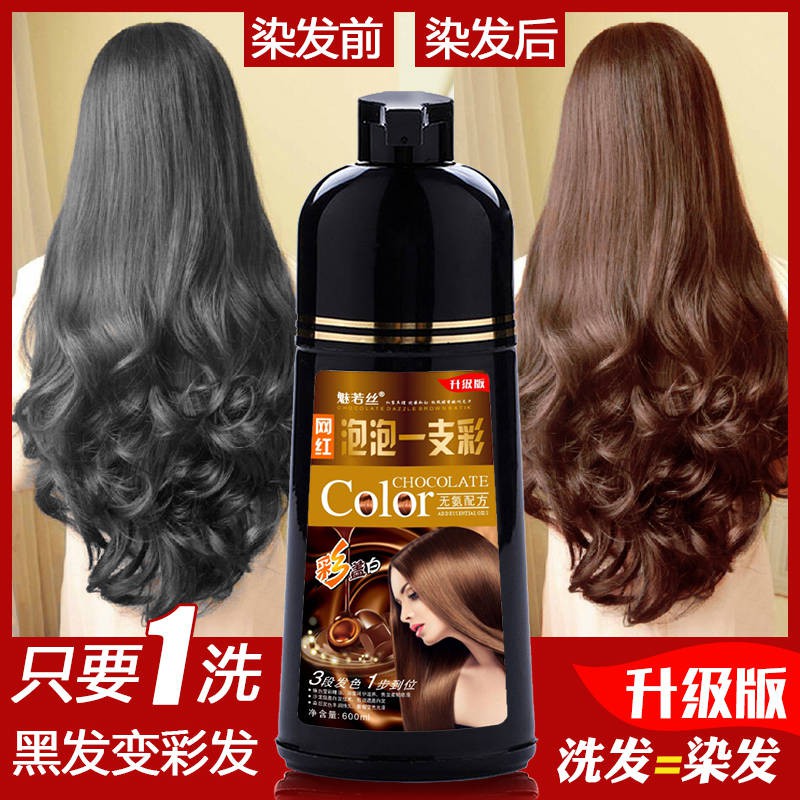 染发前
染发后
升级版
魅若丝®
CHOCOLATE DAZZLE BROWN SATIN
网红
泡泡一支彩
CHOCOLATE
Color
无氨配方
ADD ESSENTIAL OILS
彩盖白
3段发色 1步到位
净含量:600ml
只要1洗
黑发变彩发
升级版
洗发=染发